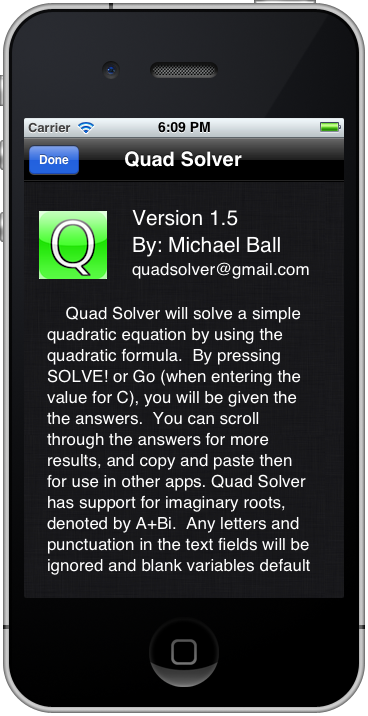 Carrier 6:09 PM
Done Quad Solver
Q
Version 1.5
By: Michael Ball
quadsolver@gmail.com
Quad Solver will solve a simple
quadratic equation by using the
quadratic formula.  By pressing
SOLVE! or Go (when entering the
value for C), you will be given the
the answers.  You can scroll
through the answers for more
results, and copy and paste then
for use in other apps. Quad Solver
has support for imaginary roots,
denoted by A+Bi.  Any letters and
punctuation in the text fields will be
ignored and blank variables default